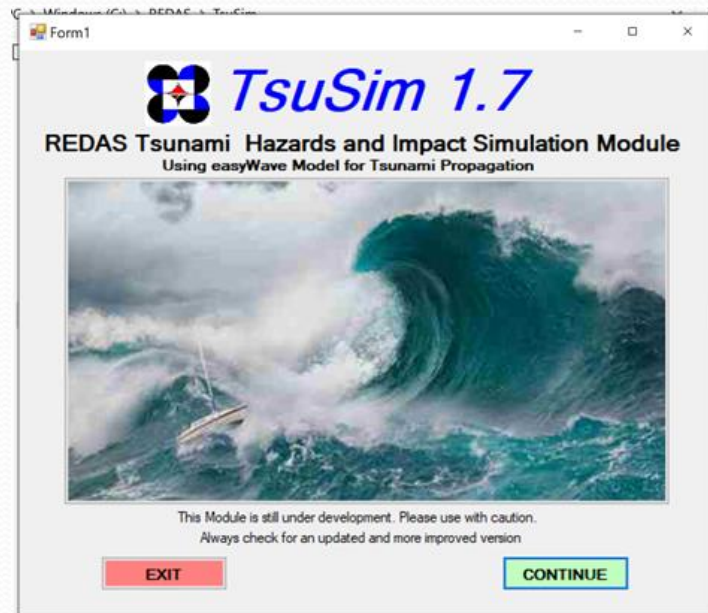 Form1
TsuSim 1.7
REDAS Tsunami Hazards and Impact Simulation Module
Using easyWave Model for Tsunami Propagation
This Module is still under development. Please use with caution.
Always check for an updated and more improved version
EXIT
CONTINUE